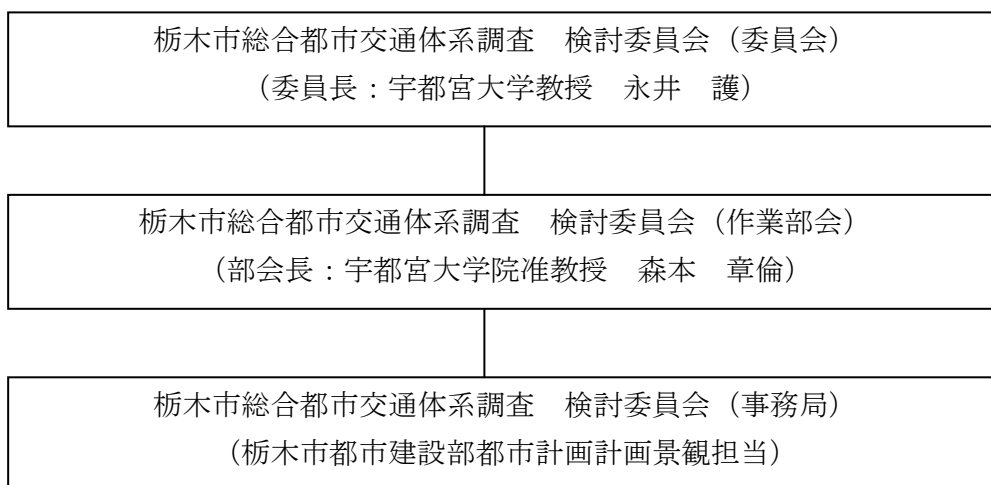 栃木市総合都市交通体系調査　検討委員会（委員会）
（委員長：宇都宮大学教授　永井　護）
栃木市総合都市交通体系調査　検討委員会（作業部会）
（部会長：宇都宮大学院准教授　森本　章倫）
栃木市総合都市交通体系調査　検討委員会（事務局）
（栃木市都市建設部都市計画計画景観担当）